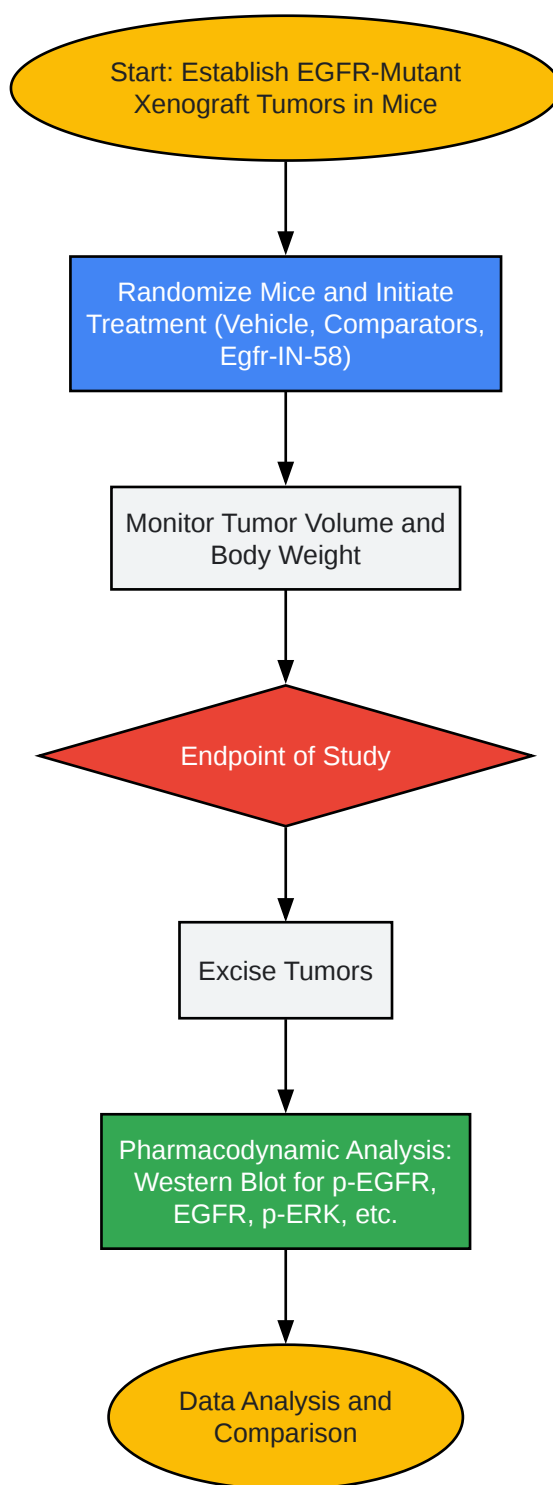 Start: Establish EGFR-Mutant
Xenograft Tumors in Mice
Randomize Mice and Initiate
Treatment (Vehicle, Comparators,
Egfr-IN-58)
Monitor Tumor Volume and
Body Weight
Endpoint of Study
Excise Tumors
Pharmacodynamic Analysis:
Western Blot for p-EGFR,
EGFR, p-ERK, etc.
Data Analysis and
Comparison